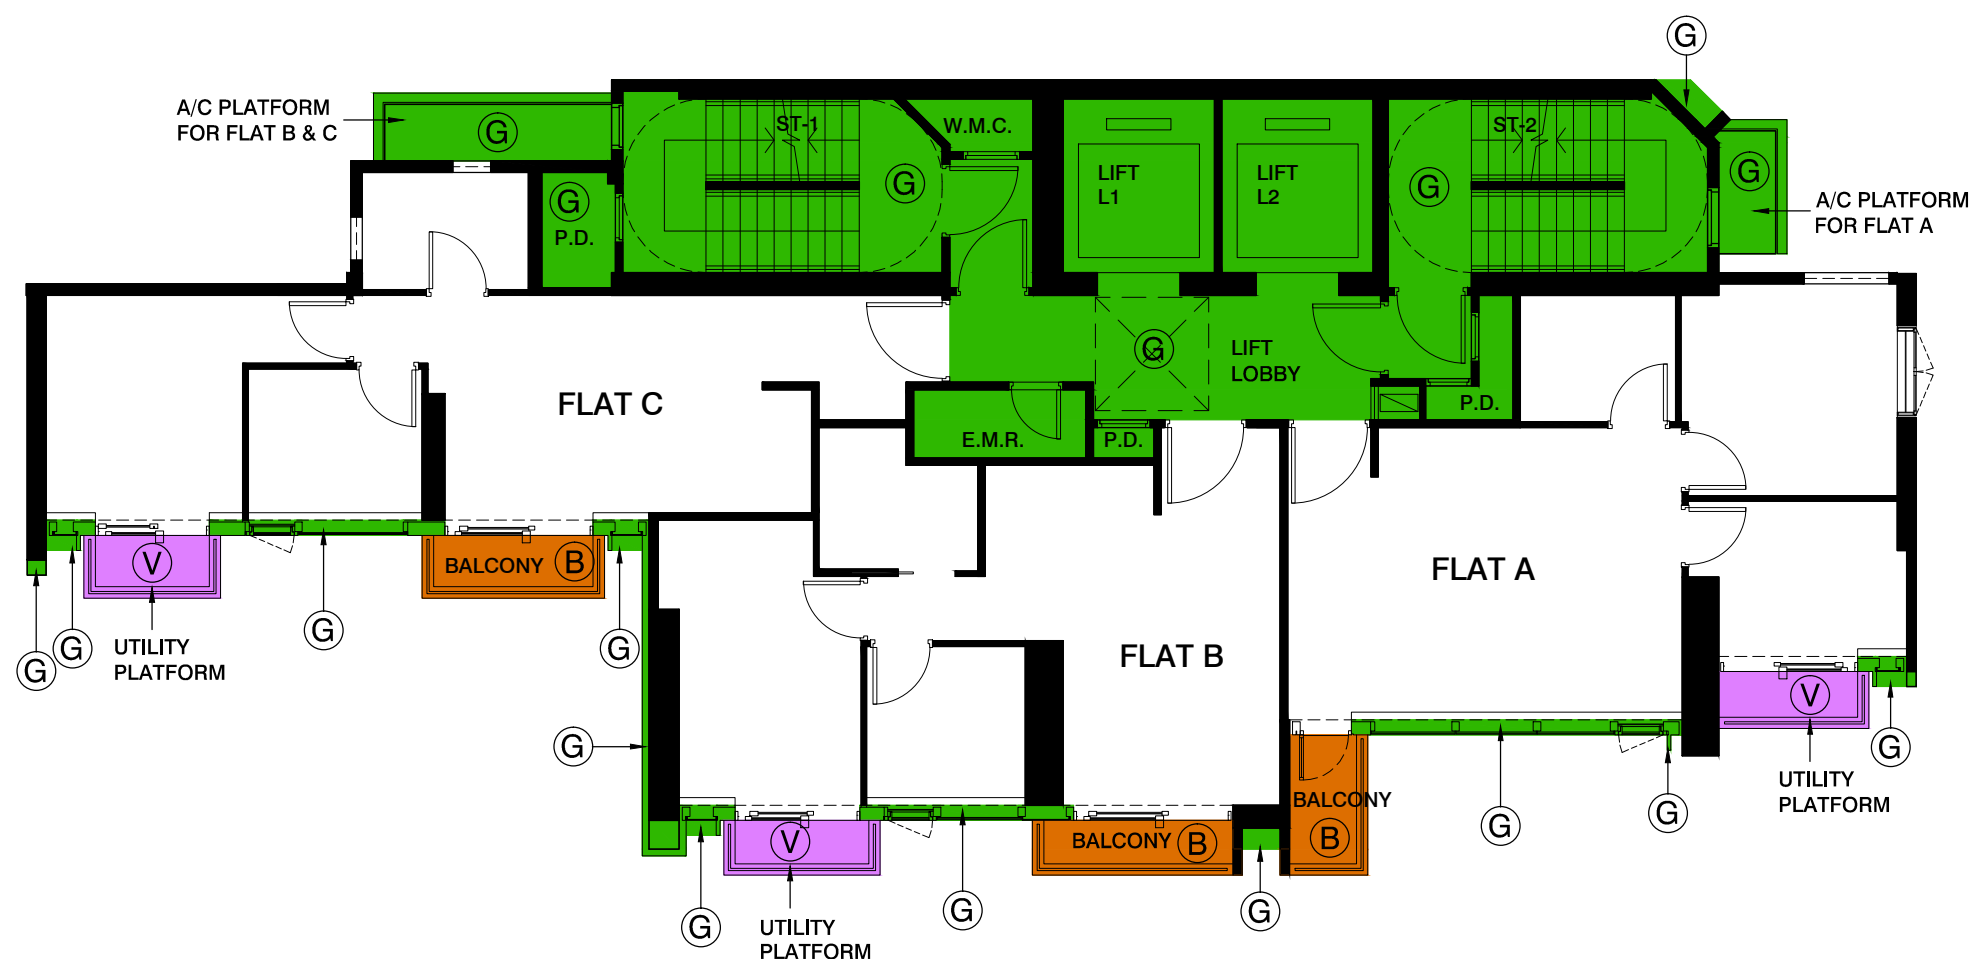 G
A/C PLATFORM
FOR FLAT B & C
G
ST-1
W.M.C.
G
G
P.D.
LIFT
L1
LIFT
L2
ST-2
G
G
A/C PLATFORM
FOR FLAT A
G
LIFT
LOBBY
FLAT C
E.M.R.
P.D.
P.D.
V
BALCONY B
FLAT A
G
G
G
G
UTILITY
PLATFORM
FLAT B
V
G
G
UTILITY
PLATFORM
BALCONY
B
G
G
V
BALCONY B
G
G
G
UTILITY
PLATFORM